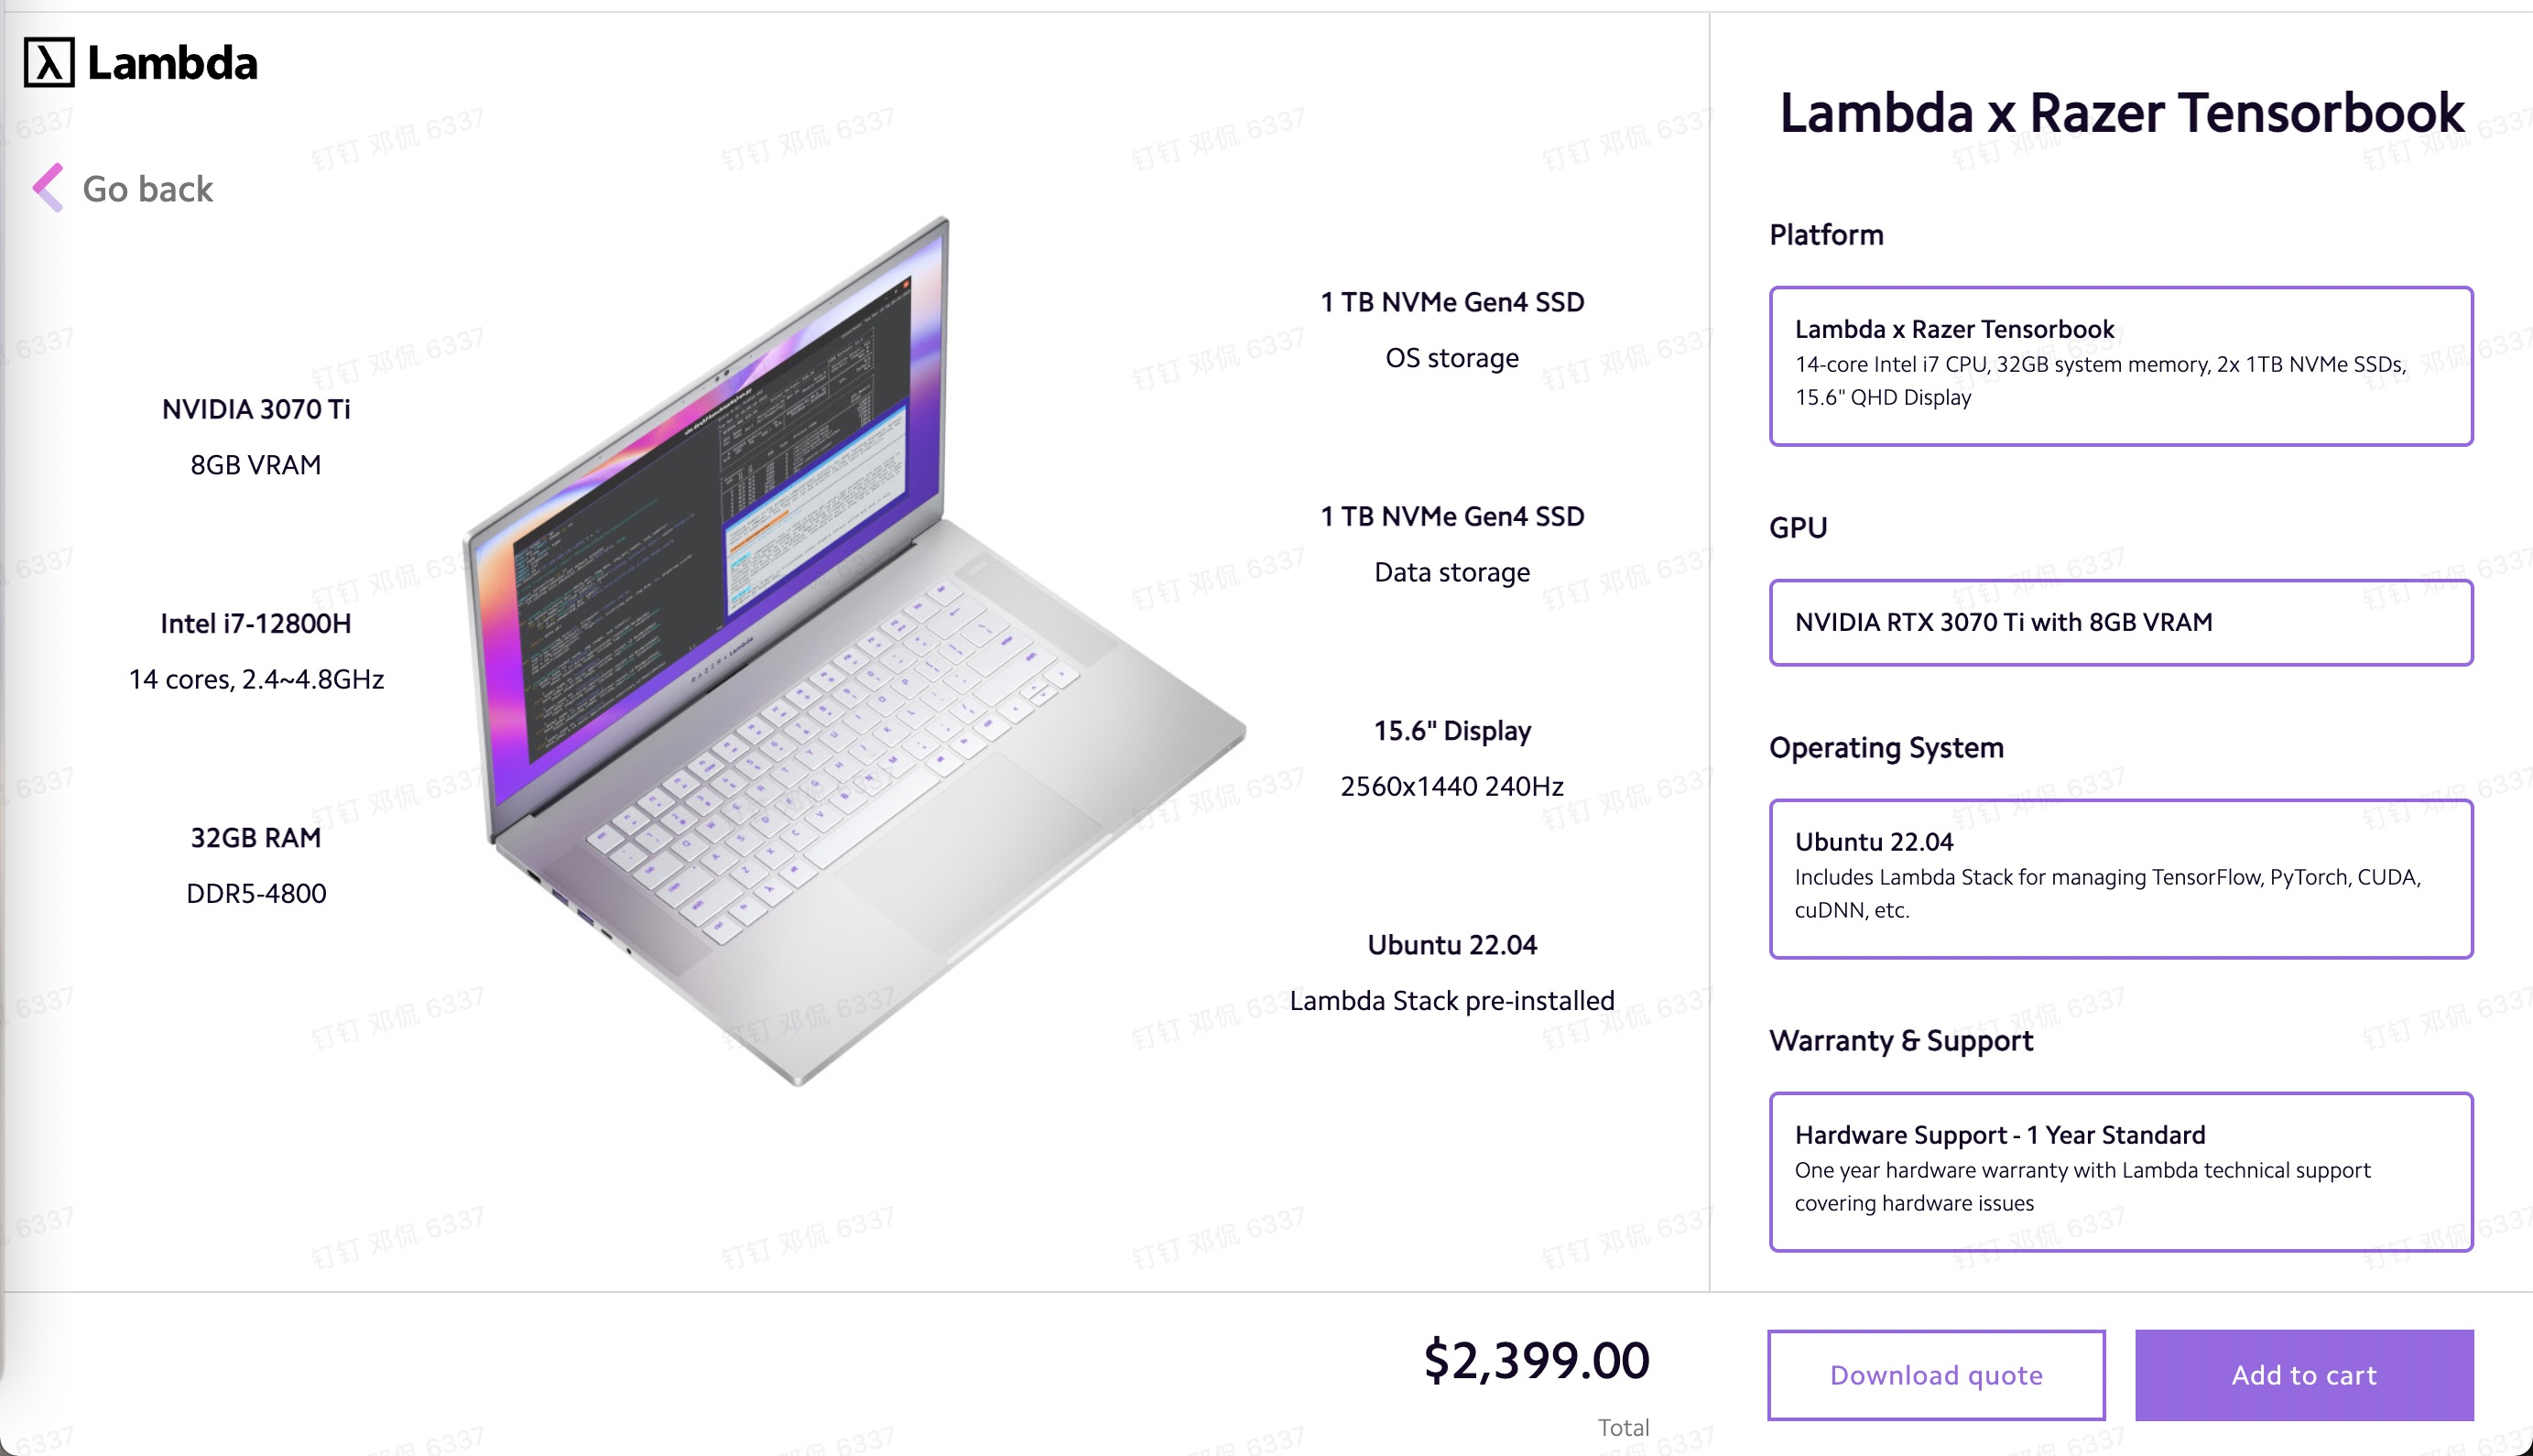 Lambda
Go back
NVIDIA 3070 Ti
8GB VRAM
Intel i7-12800H
14 cores, 2.4~4.8GHz
32GB RAM
DDR5-4800
1 TB NVMe Gen4 SSD
OS storage
1 TB NVMe Gen4 SSD
Data storage
15.6" Display
2560x1440 240Hz
Ubuntu 22.04
Lambda Stack pre-installed
Lambda x Razer Tensorbook
Platform
Lambda x Razer Tensorbook
14-core Intel i7 CPU, 32GB system memory, 2x 1TB NVMe SSDs,
15.6" QHD Display
GPU
NVIDIA RTX 3070 Ti with 8GB VRAM
Operating System
Ubuntu 22.04
Includes Lambda Stack for managing TensorFlow, PyTorch, CUDA,
cuDNN, etc.
Warranty & Support
Hardware Support - 1 Year Standard
One year hardware warranty with Lambda technical support
covering hardware issues
$2,399.00
Total
Download quote
Add to cart
钉钉 邓侃 6337